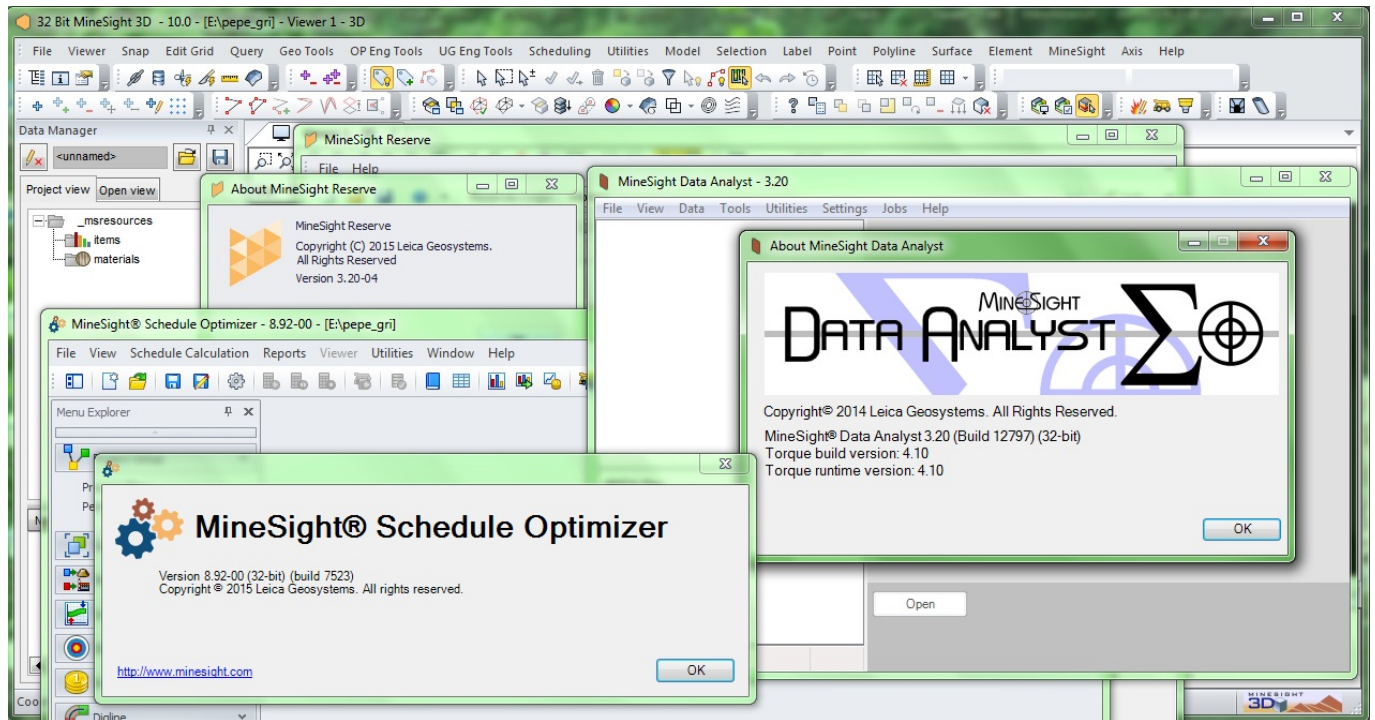 32 Bit MineSight 3D - 10.0 - [E:\pepe_gri] - Viewer 1 - 3D
File Viewer Snap Edit Grid Query Geo Tools OP Eng Tools UG Eng Tools Scheduling Utilities Model Selection Label Point Polyline Surface Element MineSight Axis Help
Data Manager
<unnamed>
Project view Open view
_msresources
items
materials
MineSight Reserve
File Help
About MineSight Reserve
MineSight Reserve
Copyright (C) 2015 Leica Geosystems.
All Rights Reserved
Version 3.20-04
MineSight Data Analyst - 3.20
File View Data Tools Utilities Settings Jobs Help
About MineSight Data Analyst
MINESIGHT
DATA ANALYST
Copyright© 2014 Leica Geosystems. All Rights Reserved.
MineSight® Data Analyst 3.20 (Build 12797) (32-bit)
Torque build version: 4.10
Torque runtime version: 4.10
OK
Open
MineSight® Schedule Optimizer - 8.92-00 - [E:\pepe_gri]
File View Schedule Calculation Reports Viewer Utilities Window Help
Menu Explorer
Pr
Pe
MineSight® Schedule Optimizer
Version 8.92-00 (32-bit) (build 7523)
Copyright © 2015 Leica Geosystems. All rights reserved.
http://www.minesight.com
OK
Digline
Coo
MINESIGHT
3D